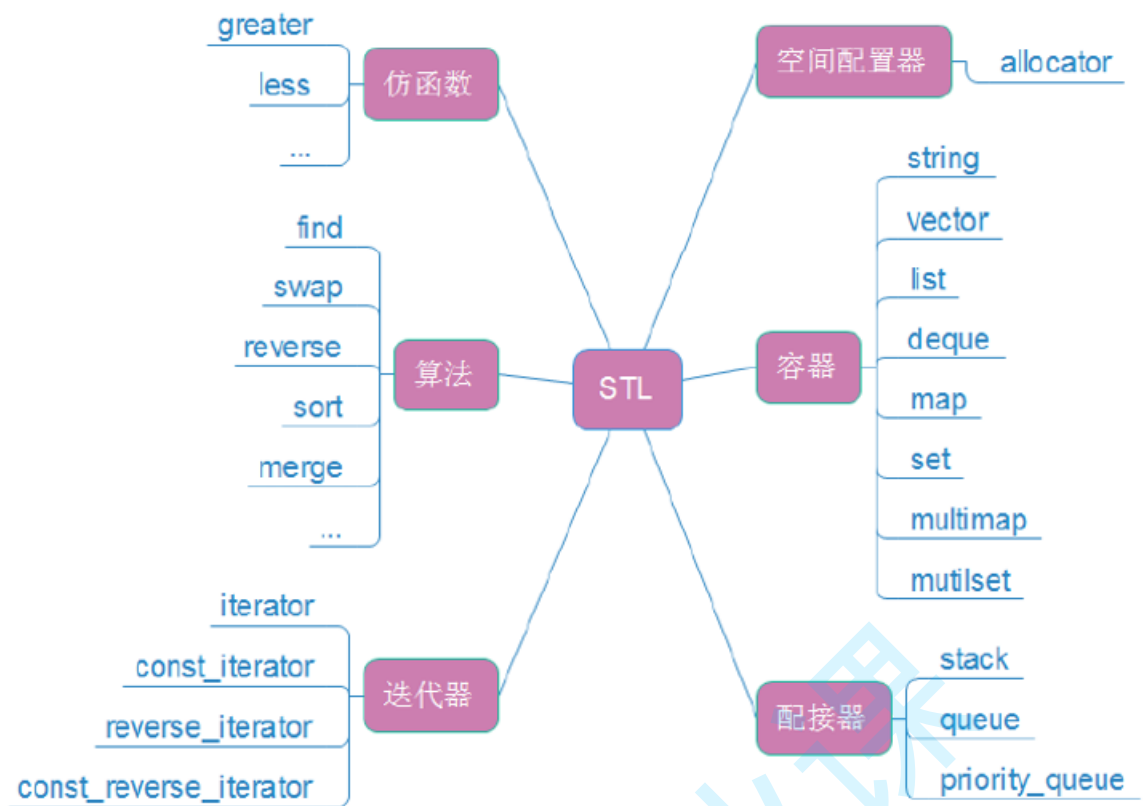 STL
仿函数
greater
less
...
算法
find
swap
reverse
sort
merge
...
迭代器
iterator
const_iterator
reverse_iterator
const_reverse_iterator
空间配置器
allocator
容器
string
vector
list
deque
map
set
multimap
mutilset
配接器
stack
queue
priority_queue
课